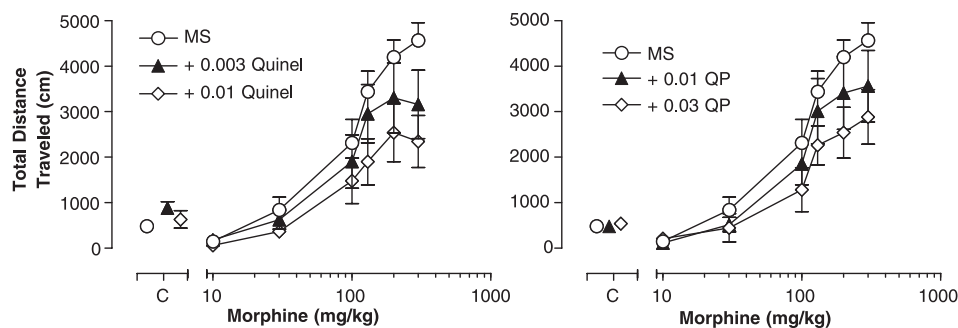 5000
4000
3000
2000
1000
0
Total Distance
Traveled (cm)
MS
+ 0.003 Quinel
+ 0.01 Quinel
C
10
100
1000
Morphine (mg/kg)
5000
4000
3000
2000
1000
0
MS
+ 0.01 QP
+ 0.03 QP
C
10
100
1000
Morphine (mg/kg)